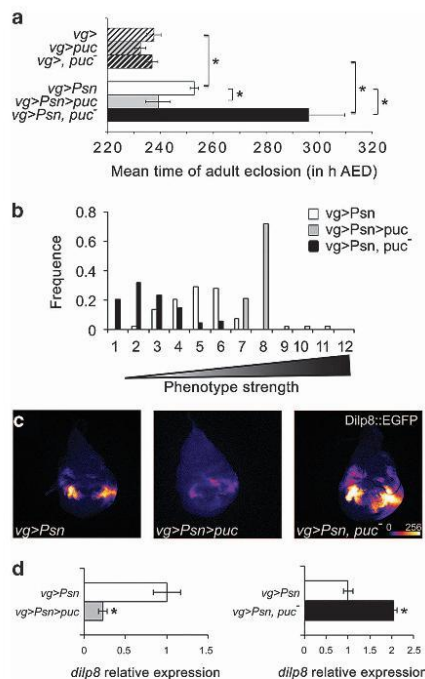 a
vg>
vg>puc
vg>, puc⁻
vg>Psn
vg>Psn>puc
vg>Psn, puc⁻
*
*
*
*
220 240 260 280 300 320
Mean time of adult eclosion (in h AED)
b
Frequence
0.8
0.6
0.4
0.2
0
vg>Psn
vg>Psn>puc
vg>Psn, puc⁻
1 2 3 4 5 6 7 8 9 10 11 12
Phenotype strength
c
Dilp8::EGFP
vg>Psn
vg>Psn>puc
vg>Psn, puc⁻
0 256
d
vg>Psn
vg>Psn>puc
*
0 0.5 1 1.5
dilp8 relative expression
vg>Psn
vg>Psn, puc⁻
*
0 0.5 1 1.5 2 2.5
dilp8 relative expression